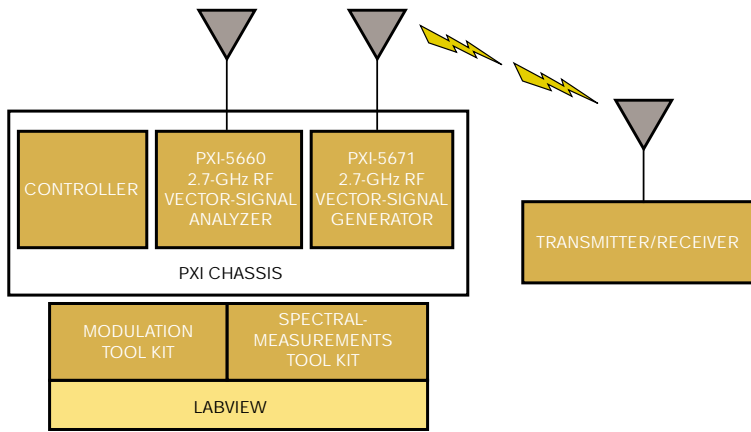 CONTROLLER
PXI-5660
2.7-GHz RF
VECTOR-SIGNAL
ANALYZER
PXI-5671
2.7-GHz RF
VECTOR-SIGNAL
GENERATOR
PXI CHASSIS
TRANSMITTER/RECEIVER
MODULATION
TOOL KIT
SPECTRAL-
MEASUREMENTS
TOOL KIT
LABVIEW